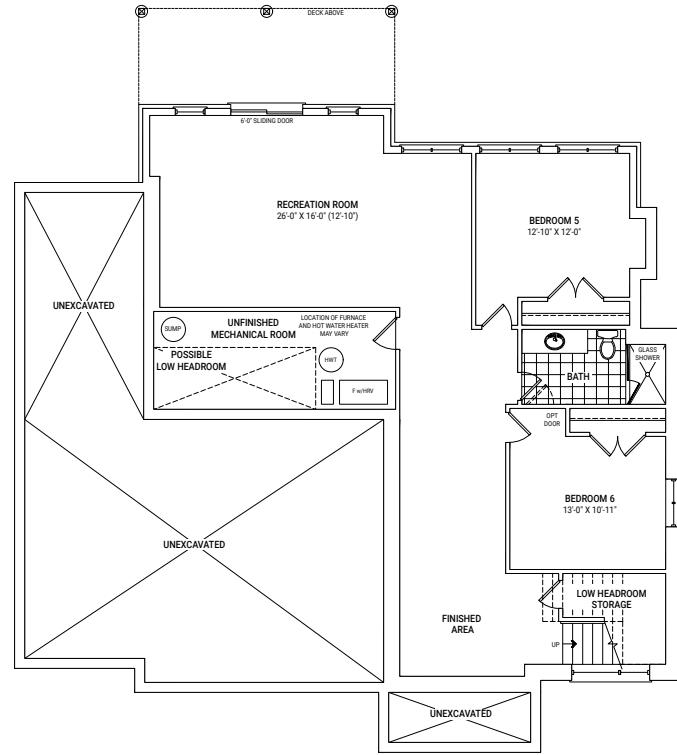 DECK ABOVE
6'-0" SLIDING DOOR
RECREATION ROOM
26'-0" X 16'-0" (12'-10")
BEDROOM 5
12'-10" X 12'-0"
UNEXCAVATED
SUMP
UNFINISHED
MECHANICAL ROOM
LOCATION OF FURNACE
AND HOT WATER HEATER
MAY VARY
POSSIBLE
LOW HEADROOM
HWT
F w/HRV
GLASS
SHOWER
BATH
OPT
DOOR
BEDROOM 6
13'-0" X 10'-11"
UNEXCAVATED
LOW HEADROOM
STORAGE
FINISHED
AREA
UP
UNEXCAVATED